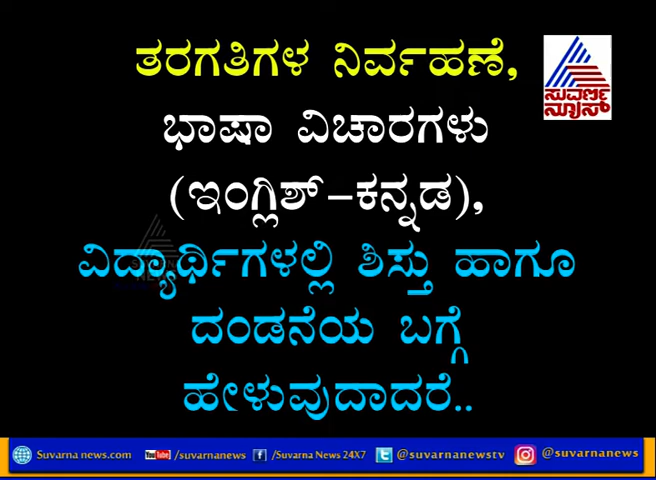 ತರಗತಿಗಳ ನಿರ್ವಹಣೆ,
ಸುವರ್ಣ
ನ್ಯೂಸ್
ಭಾಷಾ ವಿಚಾರಗಳು
(ಇಂಗ್ಲಿಶ್-ಕನ್ನಡ),
ವಿದ್ಯಾರ್ಥಿಗಳಲ್ಲಿ ಶಿಸ್ತು ಹಾಗೂ
ದಂಡನೆಯ ಬಗ್ಗೆ
ಹೇಳುವುದಾದರೆ..
Suvarna news.com YouTube /suvarnanews f /Suvarna News 24X7 @suvarnanewstv @suvarnanews